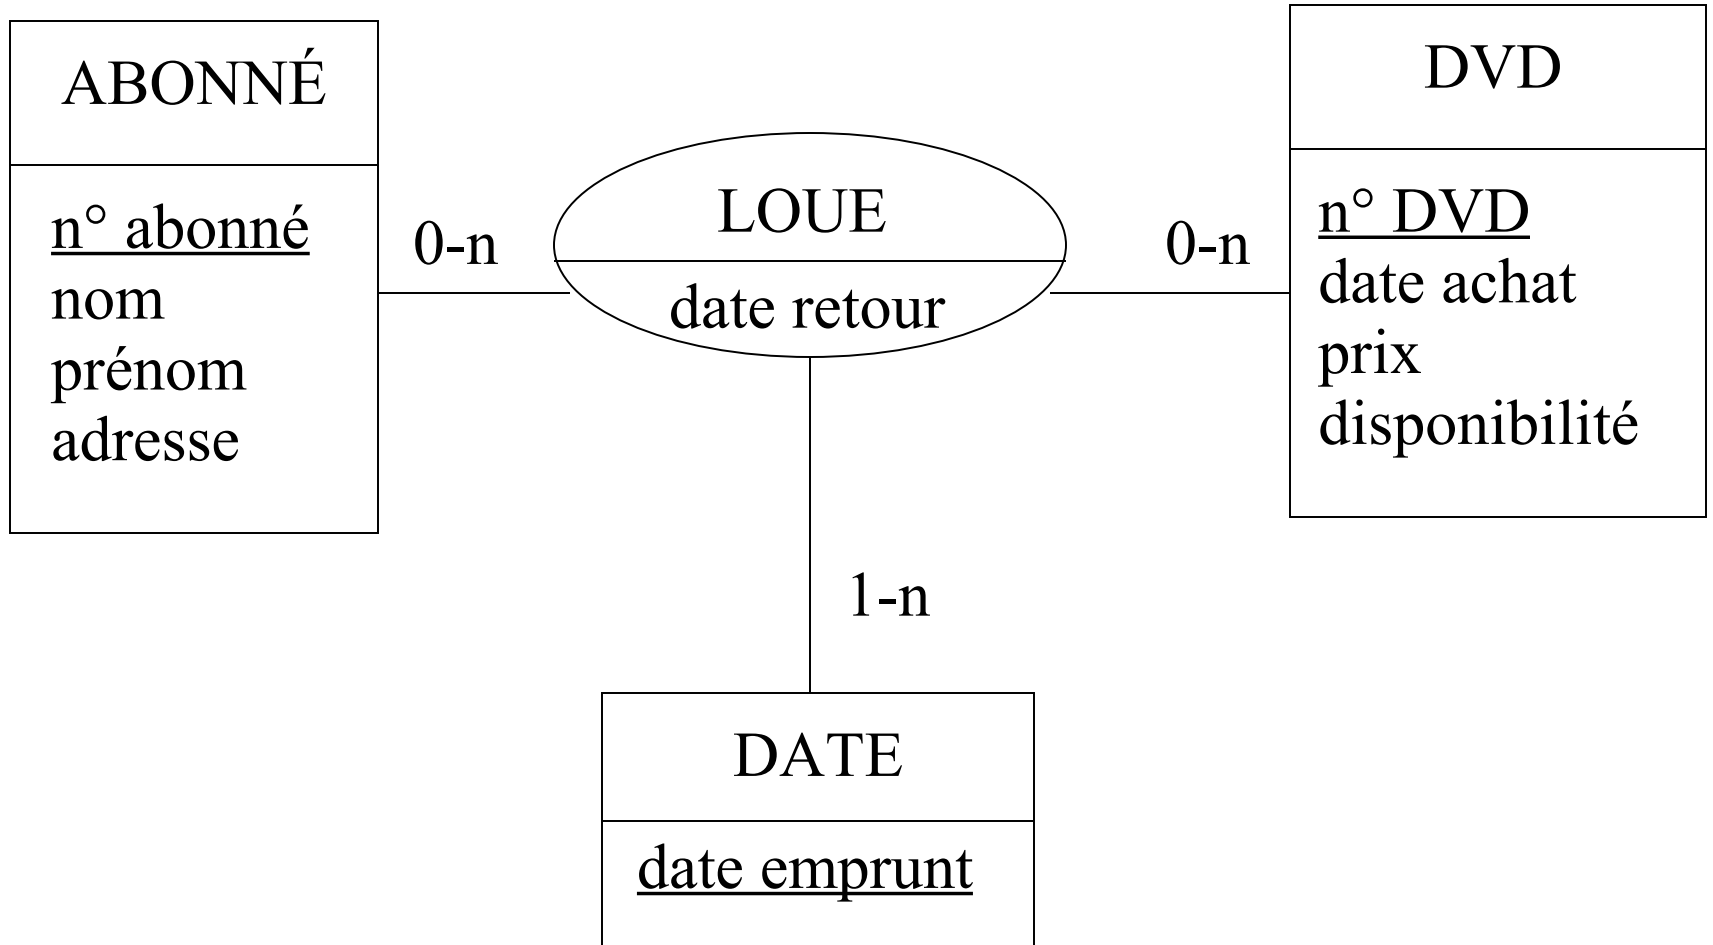 ABONNÉ
n° abonné
nom
prénom
adresse
0-n
LOUE
date retour
0-n
DVD
n° DVD
date achat
prix
disponibilité
1-n
DATE
date emprunt